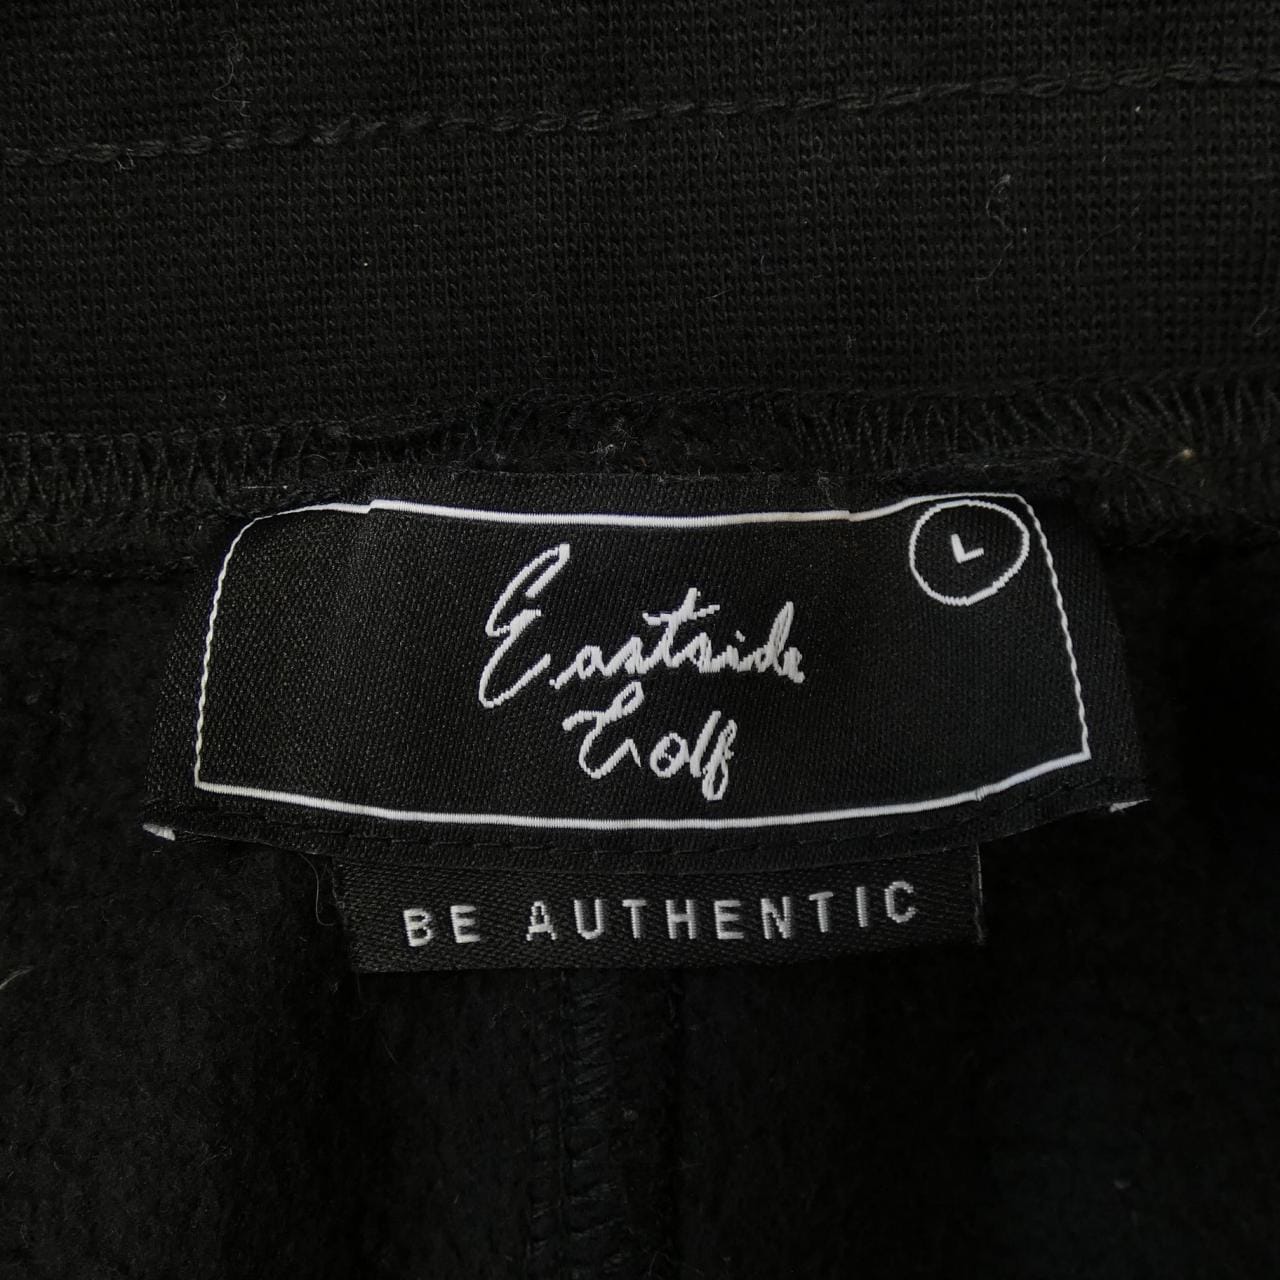 L
Eastside
Golf
BE AUTHENTIC